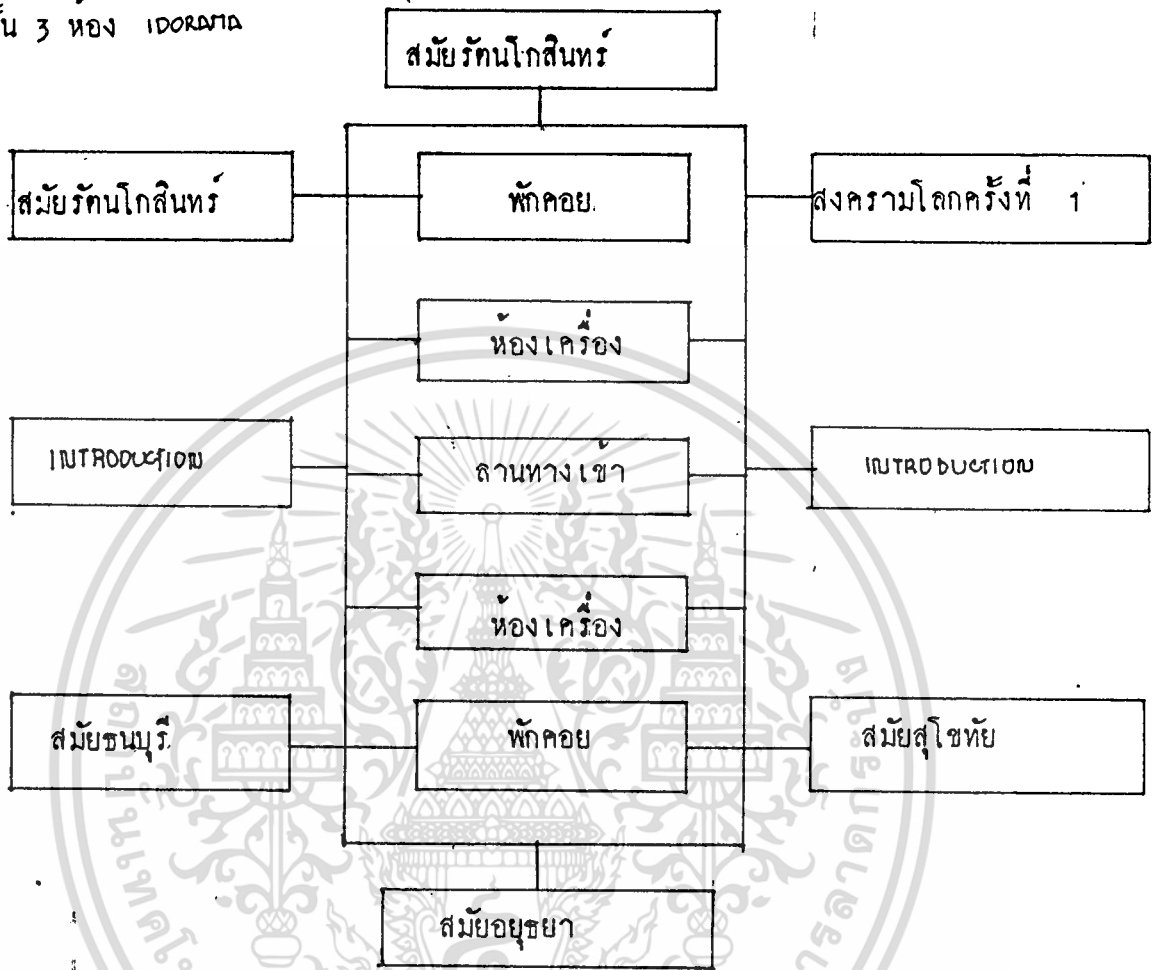 3 ห้อง IDORAMA
สมัยรัตนโกสินทร์
สมัยรัตนโกสินทร์
พักคอย.
สงครามโลกครั้งที่ 1
ห้องเครื่อง
INTRODUCTION
ลานทางเข้า
INTRODUCTION
ห้องเครื่อง
สมัยธนบุรี.
พักคอย
สมัยสุโขทัย
สมัยอยุธยา